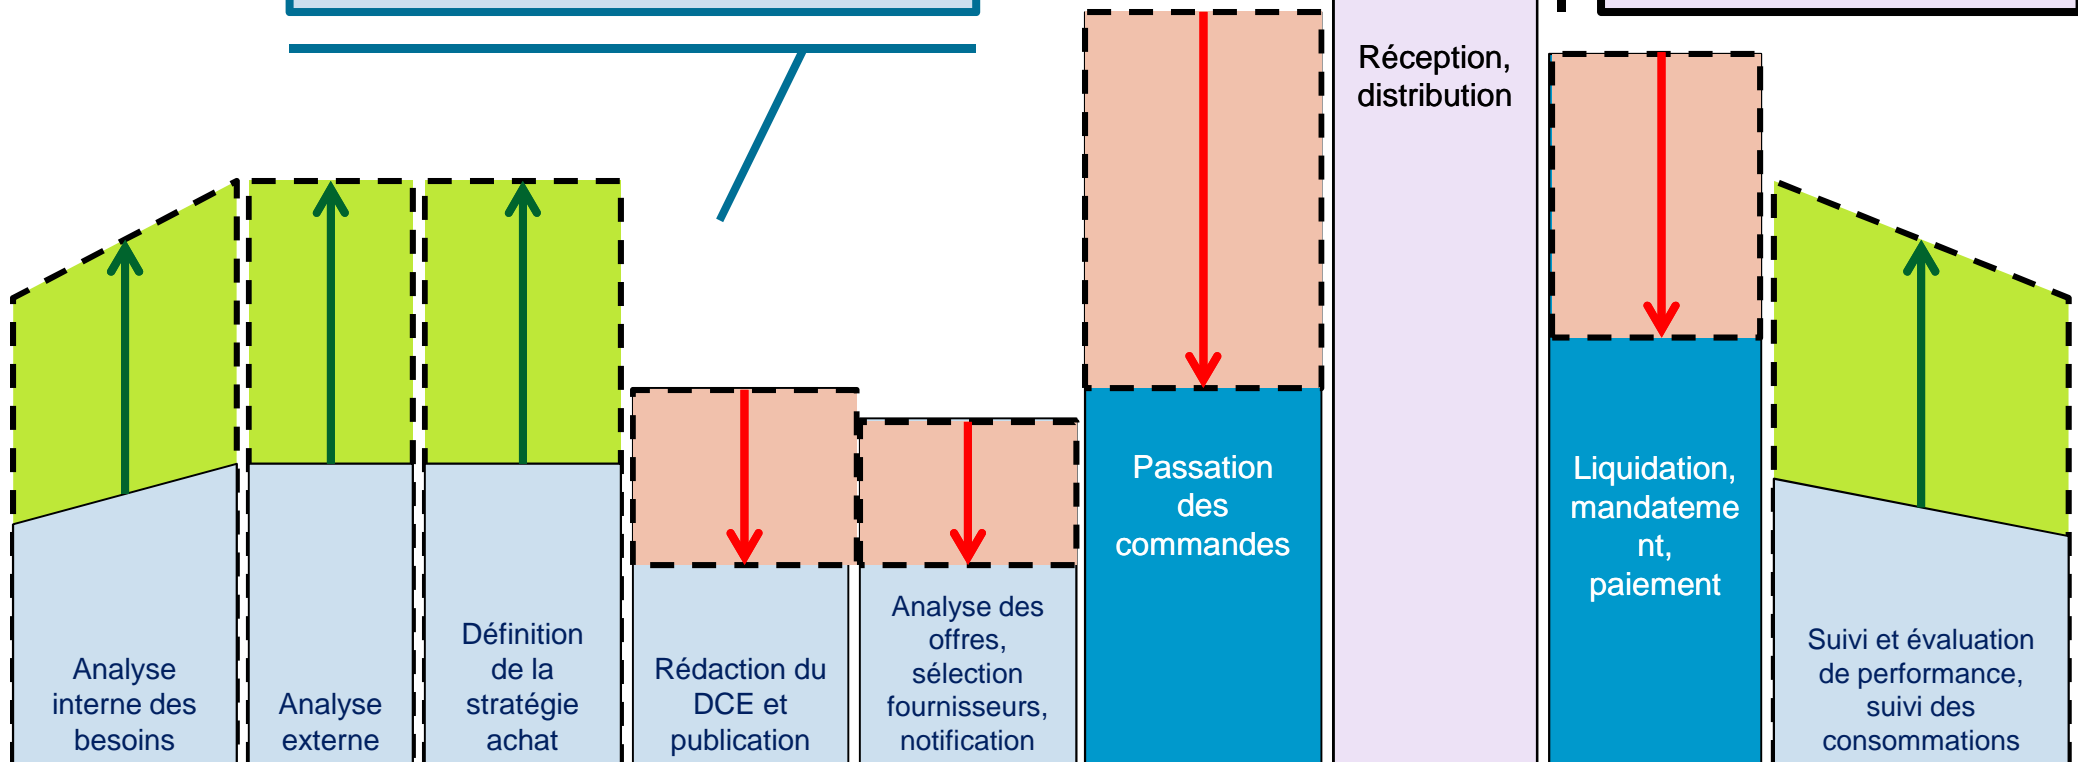 Réception,
distribution
Passation
des
commandes
Liquidation,
mandateme
nt,
paiement
Analyse
interne des
besoins
Analyse
externe
Définition
de la
stratégie
achat
Rédaction du
DCE et
publication
Analyse des
offres,
sélection
fournisseurs,
notification
Suivi et évaluation
de performance,
suivi des
consommations